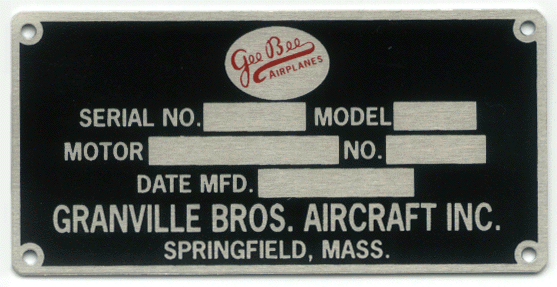 Gee Bee
AIRPLANES
SERIAL NO. MODEL
MOTOR NO.
DATE MFD.
GRANVILLE BROS. AIRCRAFT INC.
SPRINGFIELD, MASS.